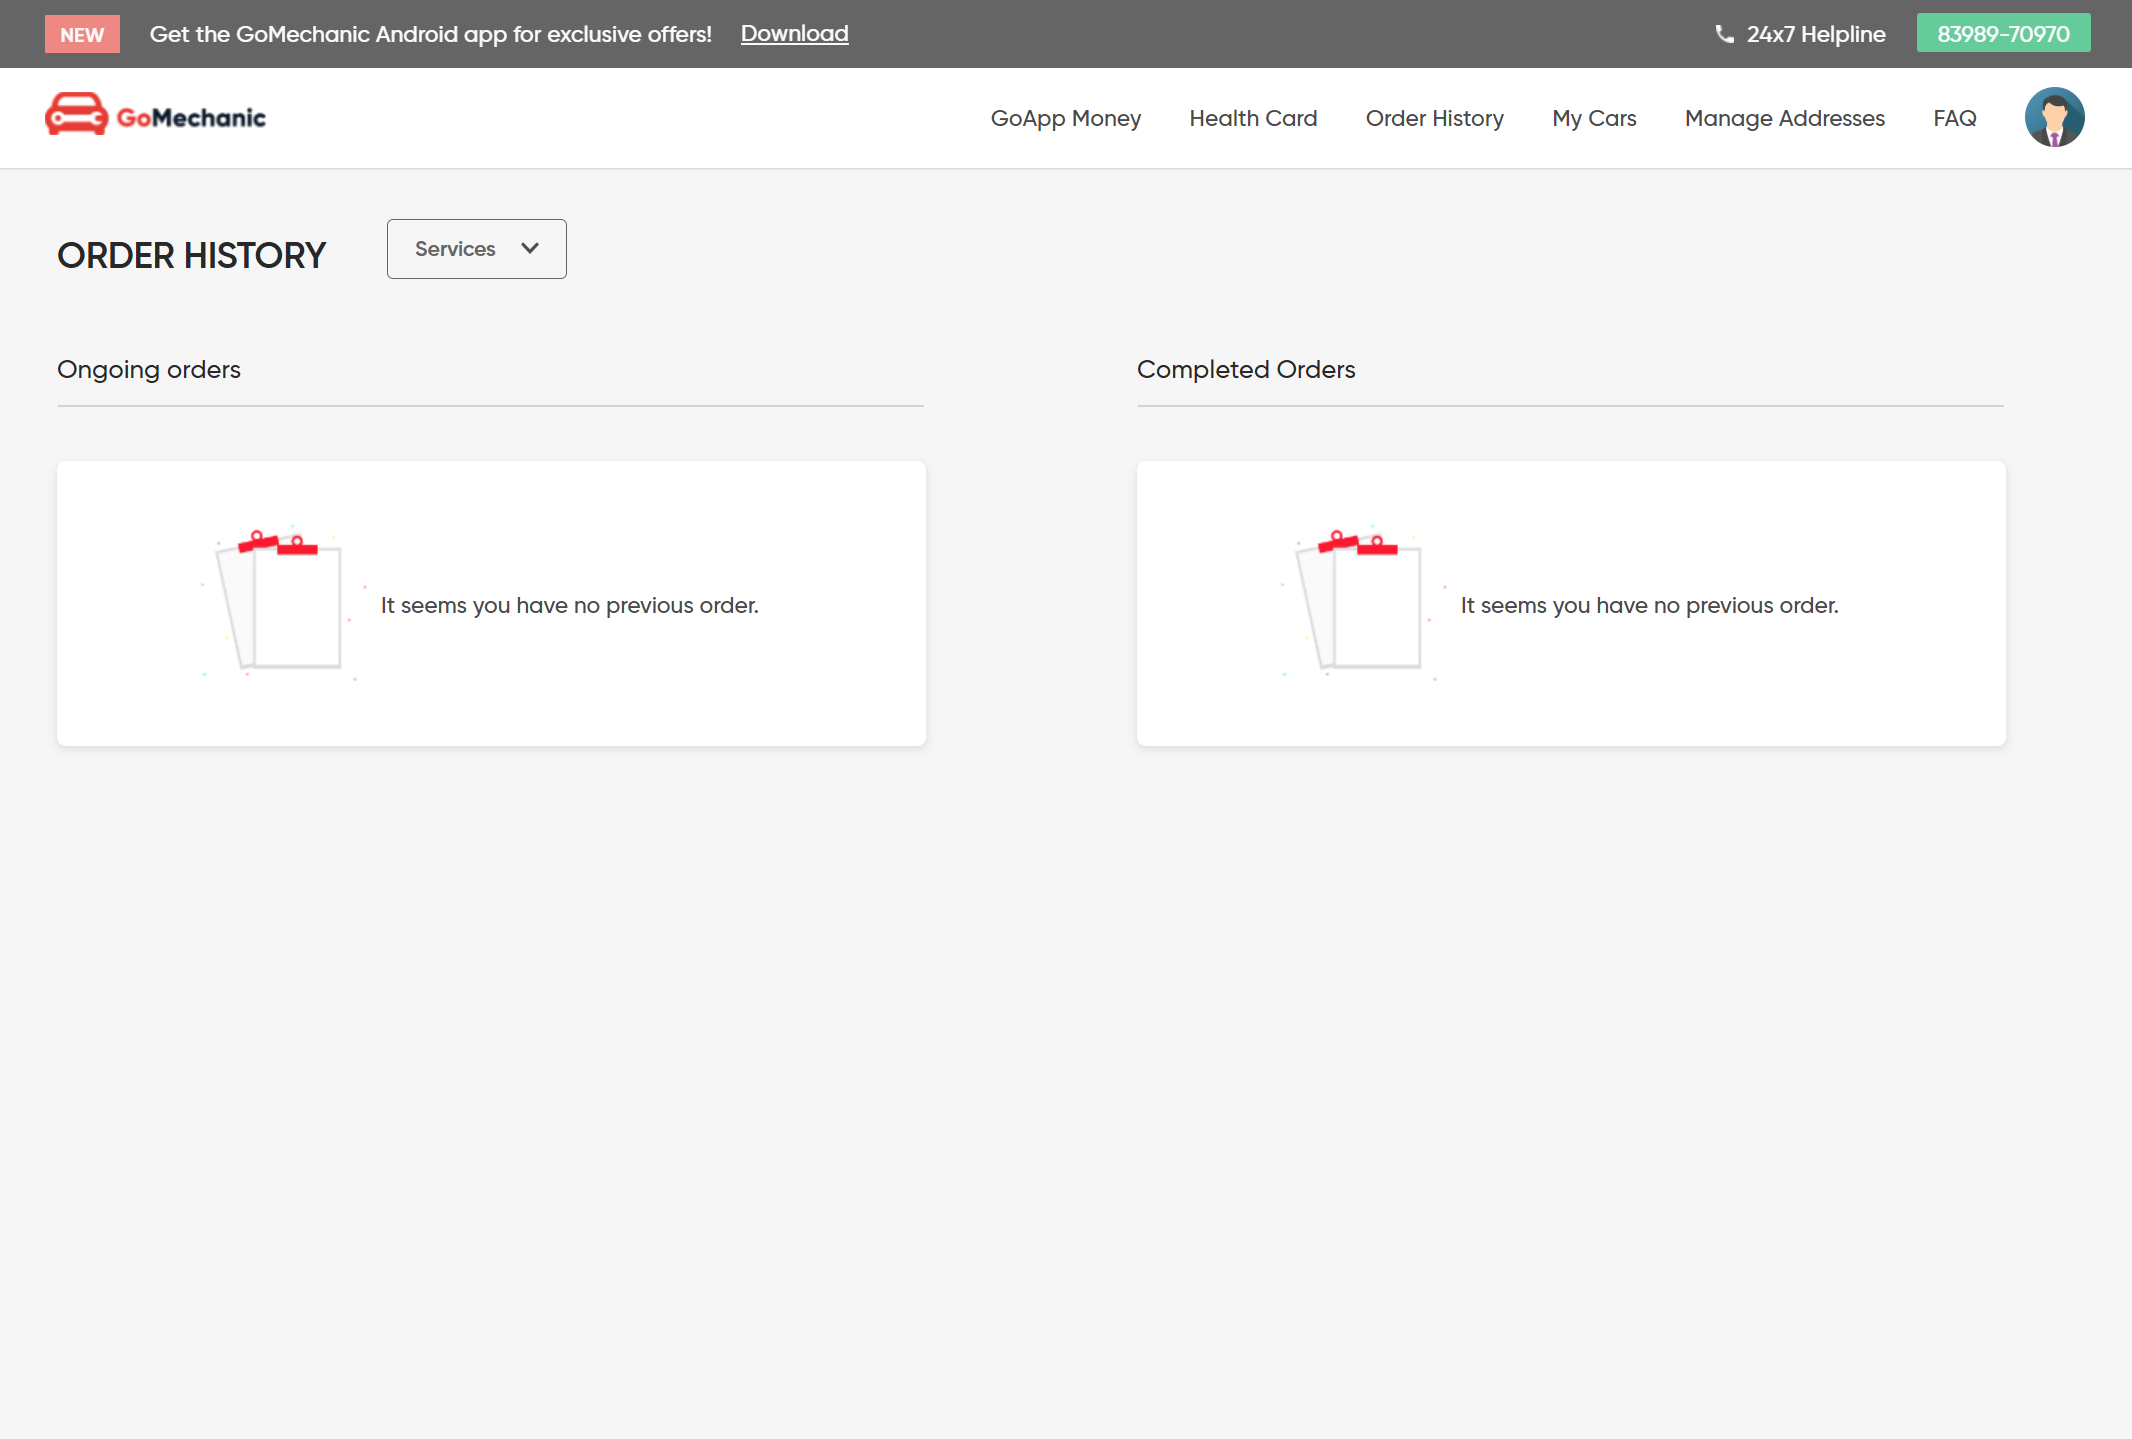 NEW Get the GoMechanic Android app for exclusive offers! Download 24x7 Helpline 83989-70970
GoMechanic GoApp Money Health Card Order History My Cars Manage Addresses FAQ
ORDER HISTORY Services
Ongoing orders
It seems you have no previous order.
Completed Orders
It seems you have no previous order.